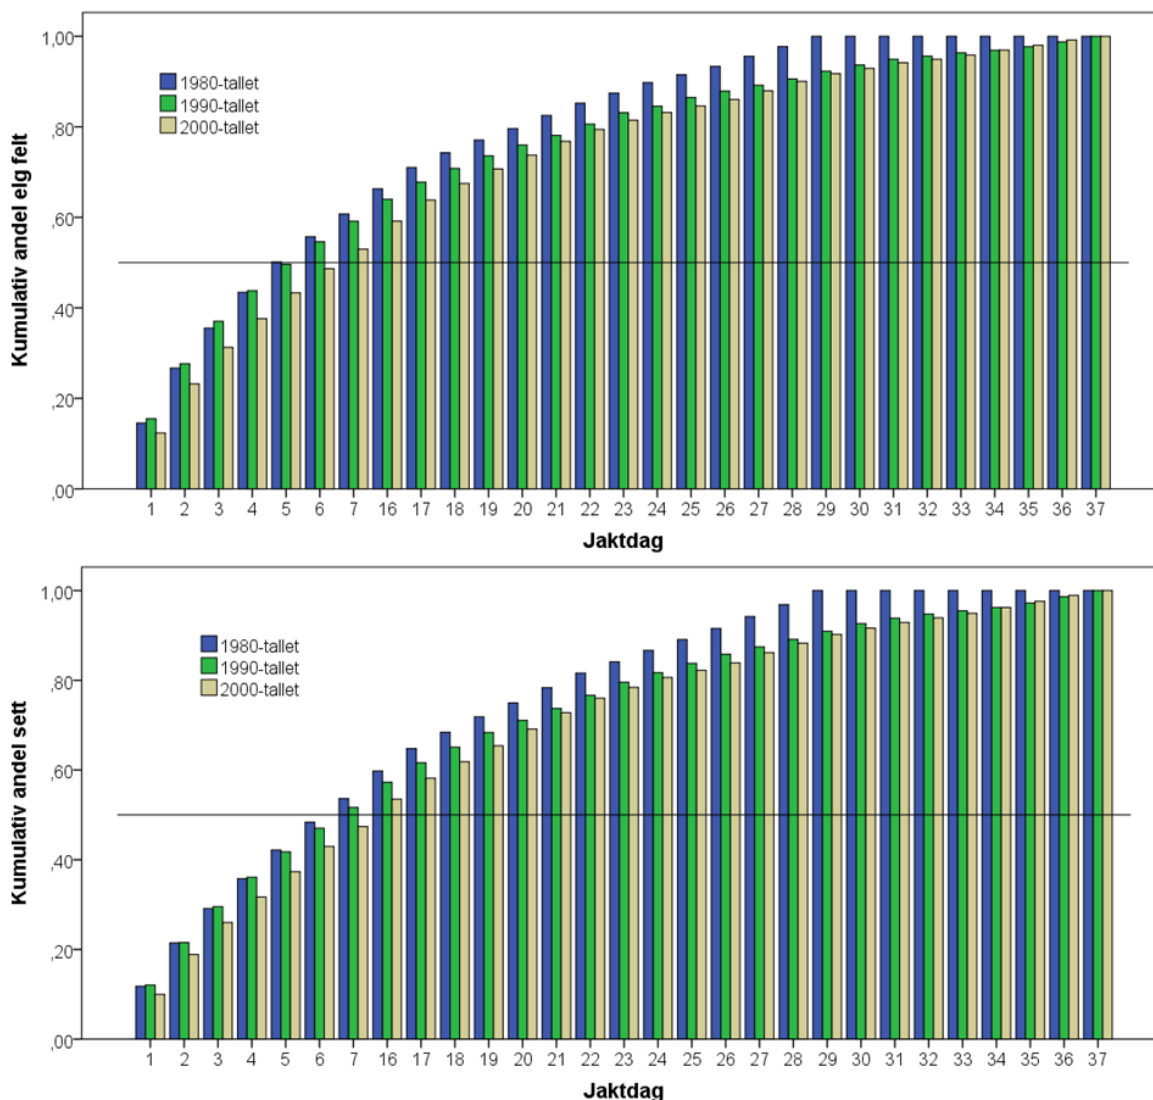 Kumulativ andel elg felt
1,00
,80
,60
,40
,20
,00
1980-tallet
1990-tallet
2000-tallet
1 2 3 4 5 6 7 16 17 18 19 20 21 22 23 24 25 26 27 28 29 30 31 32 33 34 35 36 37
Jaktdag
Kumulativ andel sett
1,00
,80
,60
,40
,20
,00
1980-tallet
1990-tallet
2000-tallet
1 2 3 4 5 6 7 16 17 18 19 20 21 22 23 24 25 26 27 28 29 30 31 32 33 34 35 36 37
Jaktdag